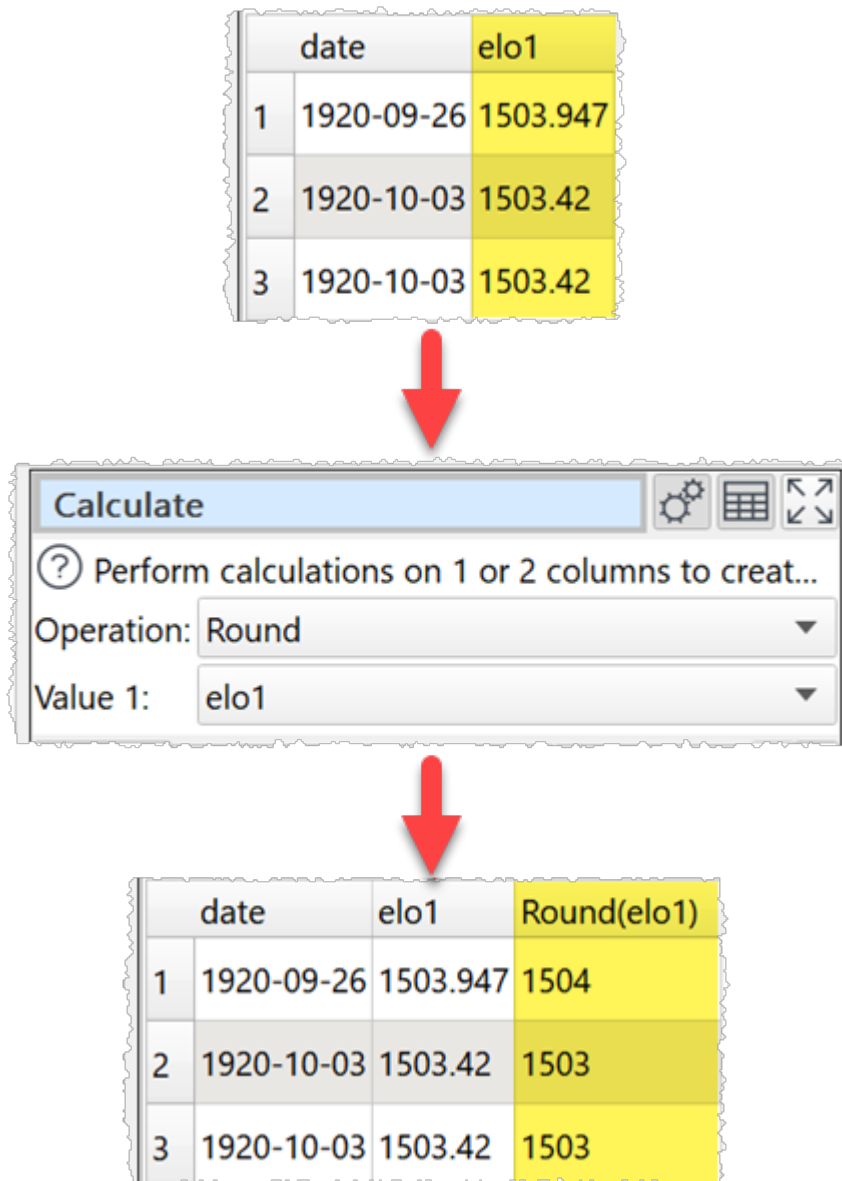 date elo1
1 1920-09-26 1503.947
2 1920-10-03 1503.42
3 1920-10-03 1503.42
Calculate
? Perform calculations on 1 or 2 columns to creat...
Operation: Round
Value 1: elo1
date elo1 Round(elo1)
1 1920-09-26 1503.947 1504
2 1920-10-03 1503.42 1503
3 1920-10-03 1503.42 1503